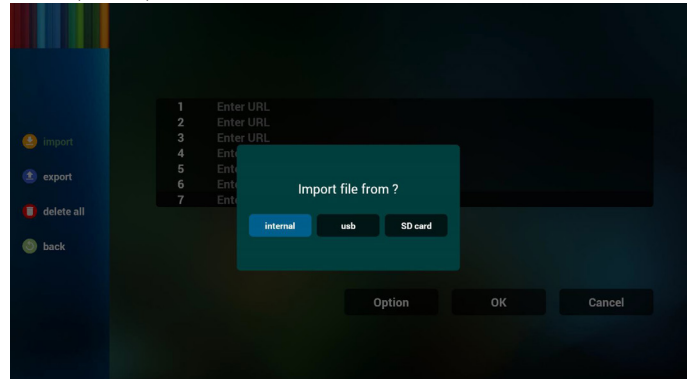 import
export
delete all
back
1 Enter URL
2 Enter URL
3 Enter URL
4 Ente
5 Ente
6 Ente
7 Ente
Import file from ?
internal usb SD card
Option OK Cancel